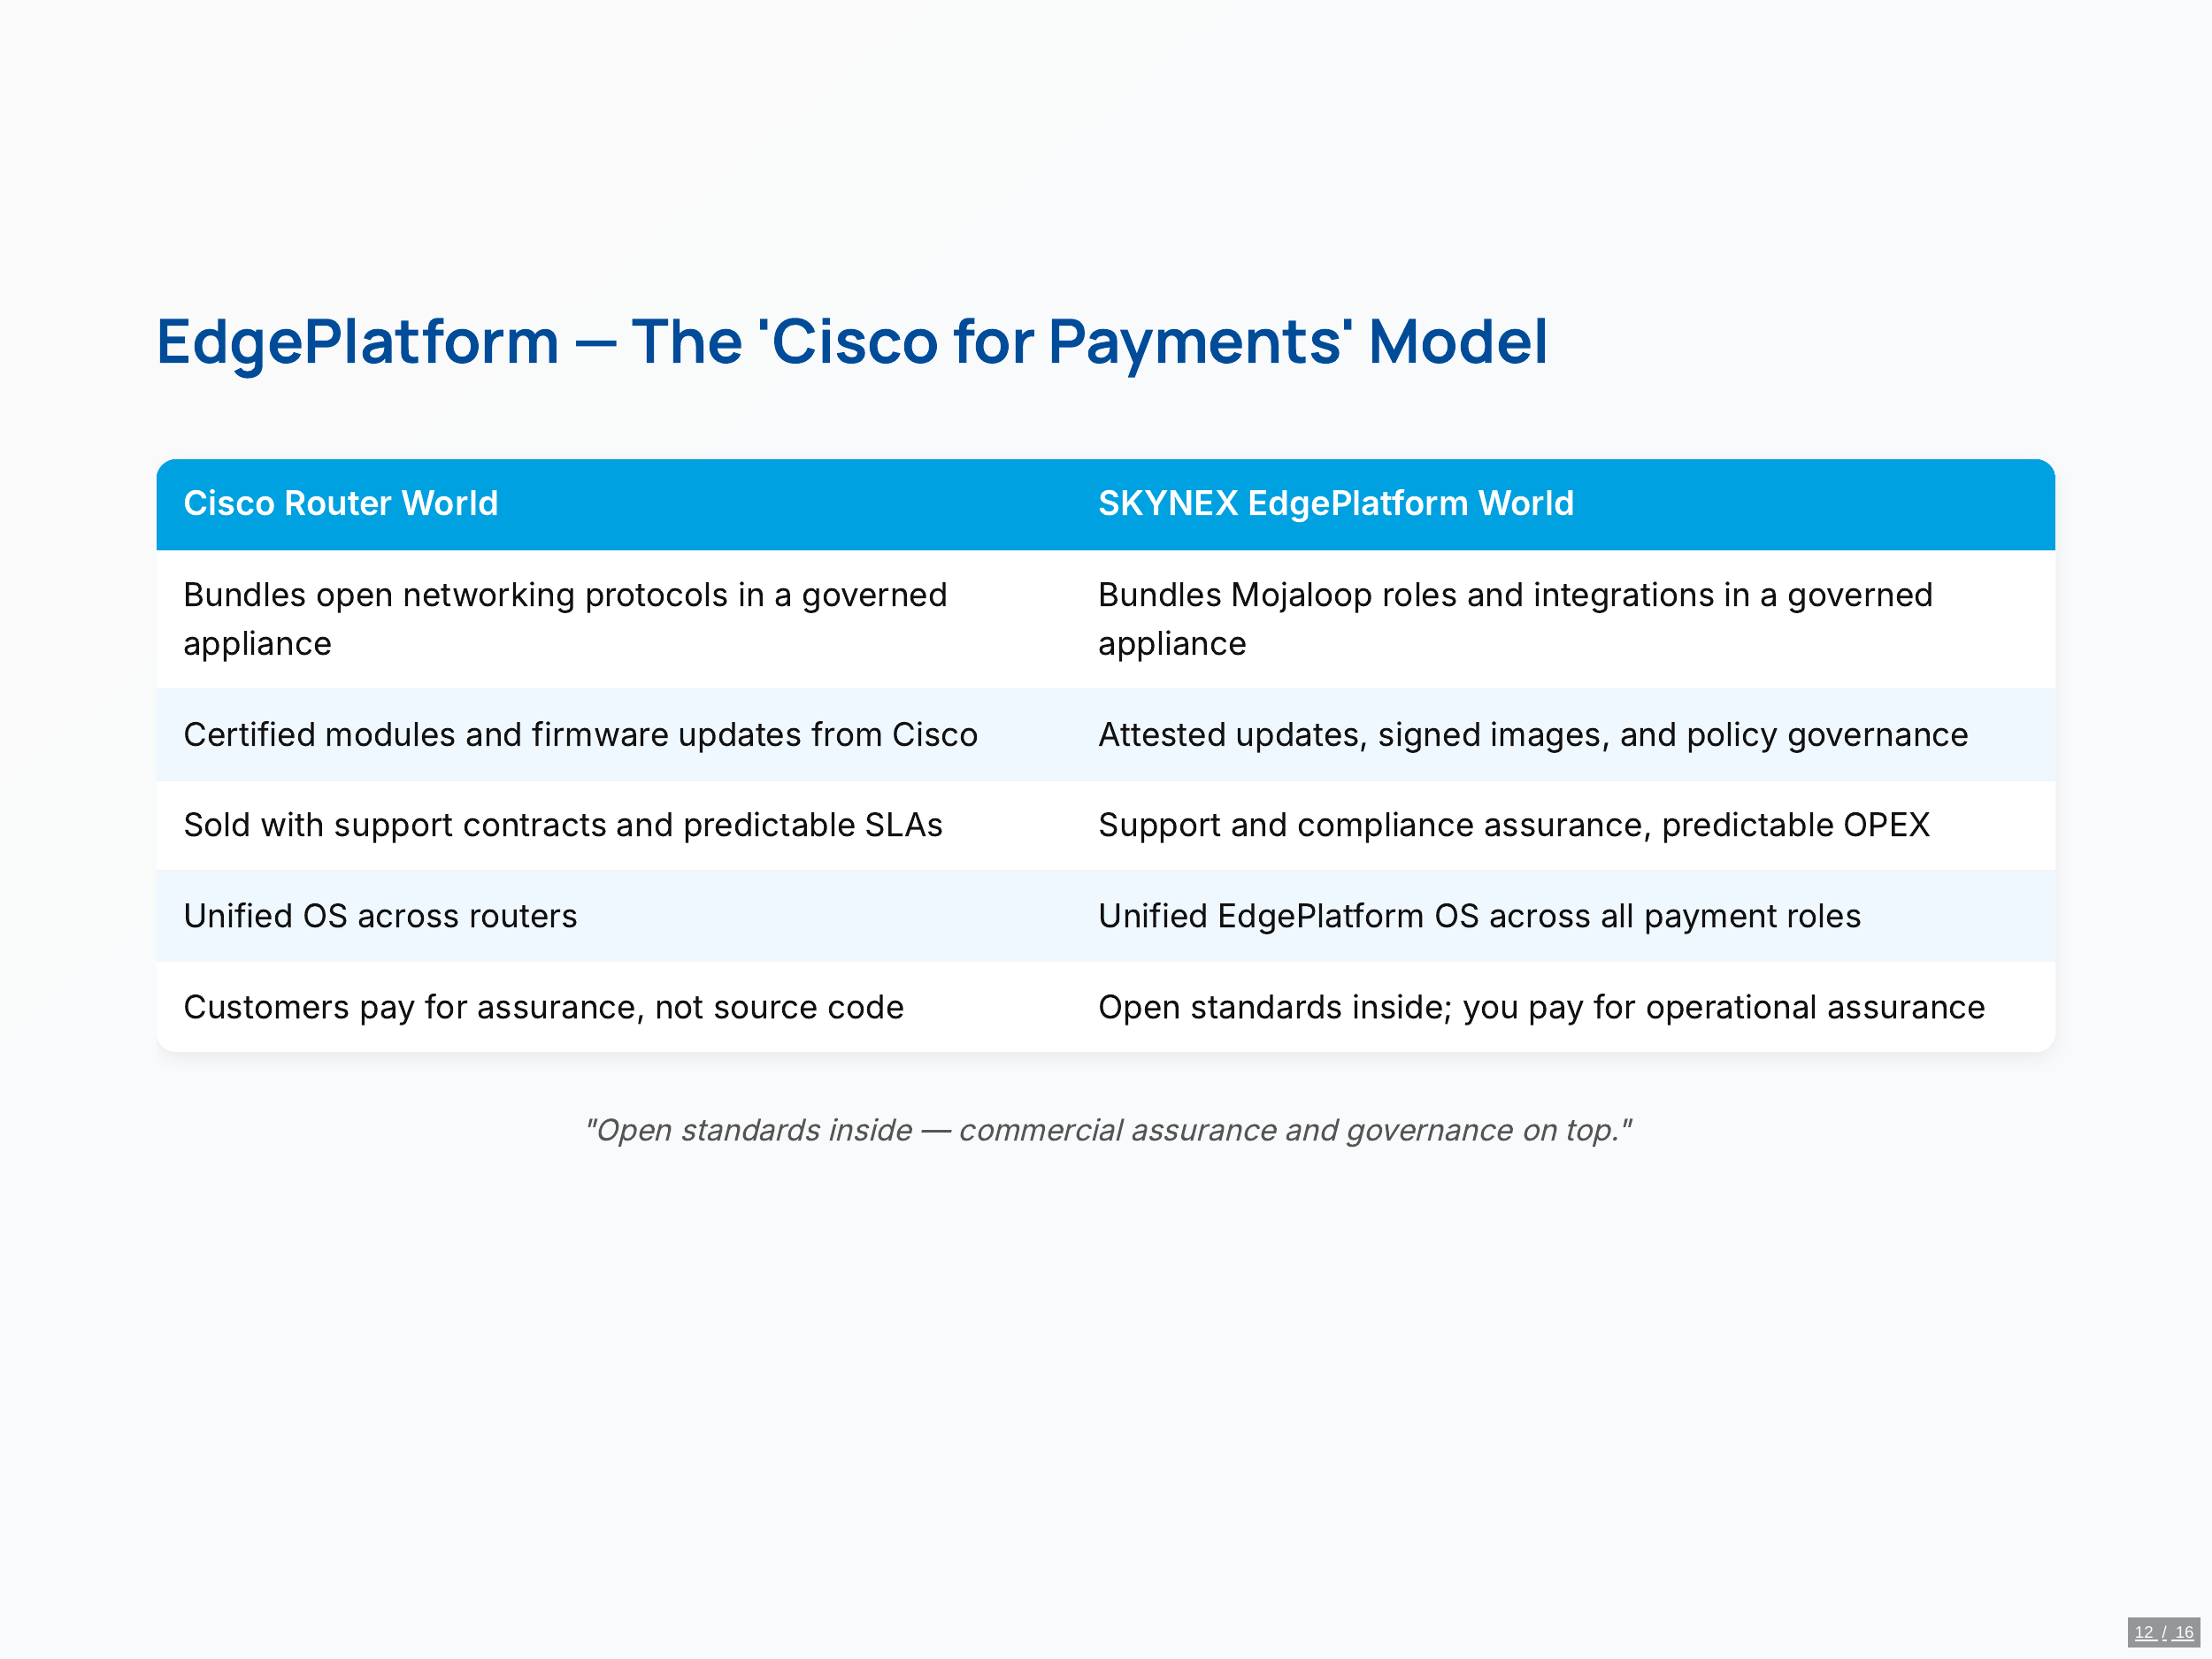 EdgePlatform — The 'Cisco for Payments' Model
Cisco Router World
SKYNEX EdgePlatform World
Bundles open networking protocols in a governed
appliance
Bundles Mojaloop roles and integrations in a governed
appliance
Certified modules and firmware updates from Cisco
Attested updates, signed images, and policy governance
Sold with support contracts and predictable SLAs
Support and compliance assurance, predictable OPEX
Unified OS across routers
Unified EdgePlatform OS across all payment roles
Customers pay for assurance, not source code
Open standards inside; you pay for operational assurance
"Open standards inside — commercial assurance and governance on top."
12 / 16